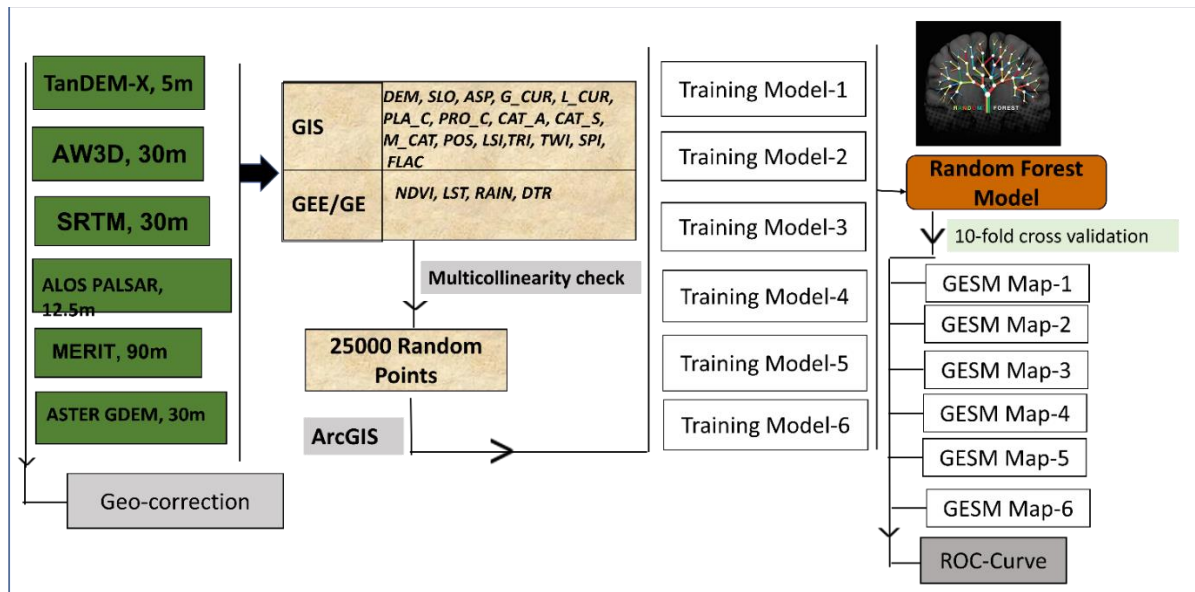 TanDEM-X, 5m
AW3D, 30m
SRTM, 30m
ALOS PALSAR,
12.5m
MERIT, 90m
ASTER GDEM, 30m
Geo-correction
GIS
DEM, SLO, ASP, G_CUR, L_CUR,
PLA_C, PRO_C, CAT_A, CAT_S,
M_CAT, POS, LSI,TRI, TWI, SPI,
FLAC
GEE/GE
NDVI, LST, RAIN, DTR
Multicollinearity check
25000 Random
Points
ArcGIS
Training Model-1
Training Model-2
Training Model-3
Training Model-4
Training Model-5
Training Model-6
RANDOM FOREST
Random Forest
Model
10-fold cross validation
GESM Map-1
GESM Map-2
GESM Map-3
GESM Map-4
GESM Map-5
GESM Map-6
ROC-Curve